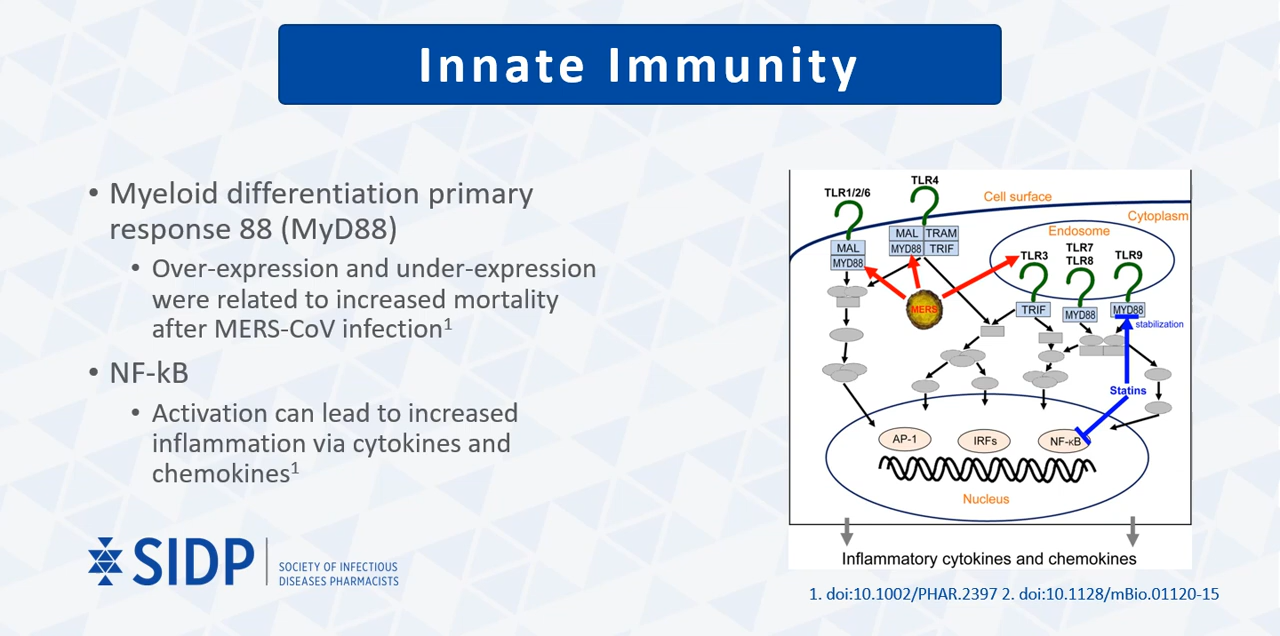 Innate Immunity
• Myeloid differentiation primary
response 88 (MyD88)
• Over-expression and under-expression
were related to increased mortality
after MERS-CoV infection1
• NF-kB
• Activation can lead to increased
inflammation via cytokines and
chemokines1
SIDP
SOCIETY OF INFECTIOUS
DISEASES PHARMACISTS
TLR4
TLR1/2/6
Cell surface
Cytoplasm
MAL TRAM
MYD88 TRIF
MAL
MYD88
Endosome
TLR3
TLR7
TLR8
TLR9
MERS
TRIF
MYD88
MYD88
stabilization
Statins
AP-1
IRFs
NF-κB
Nucleus
Inflammatory cytokines and chemokines
1. doi:10.1002/PHAR.2397 2. doi:10.1128/mBio.01120-15